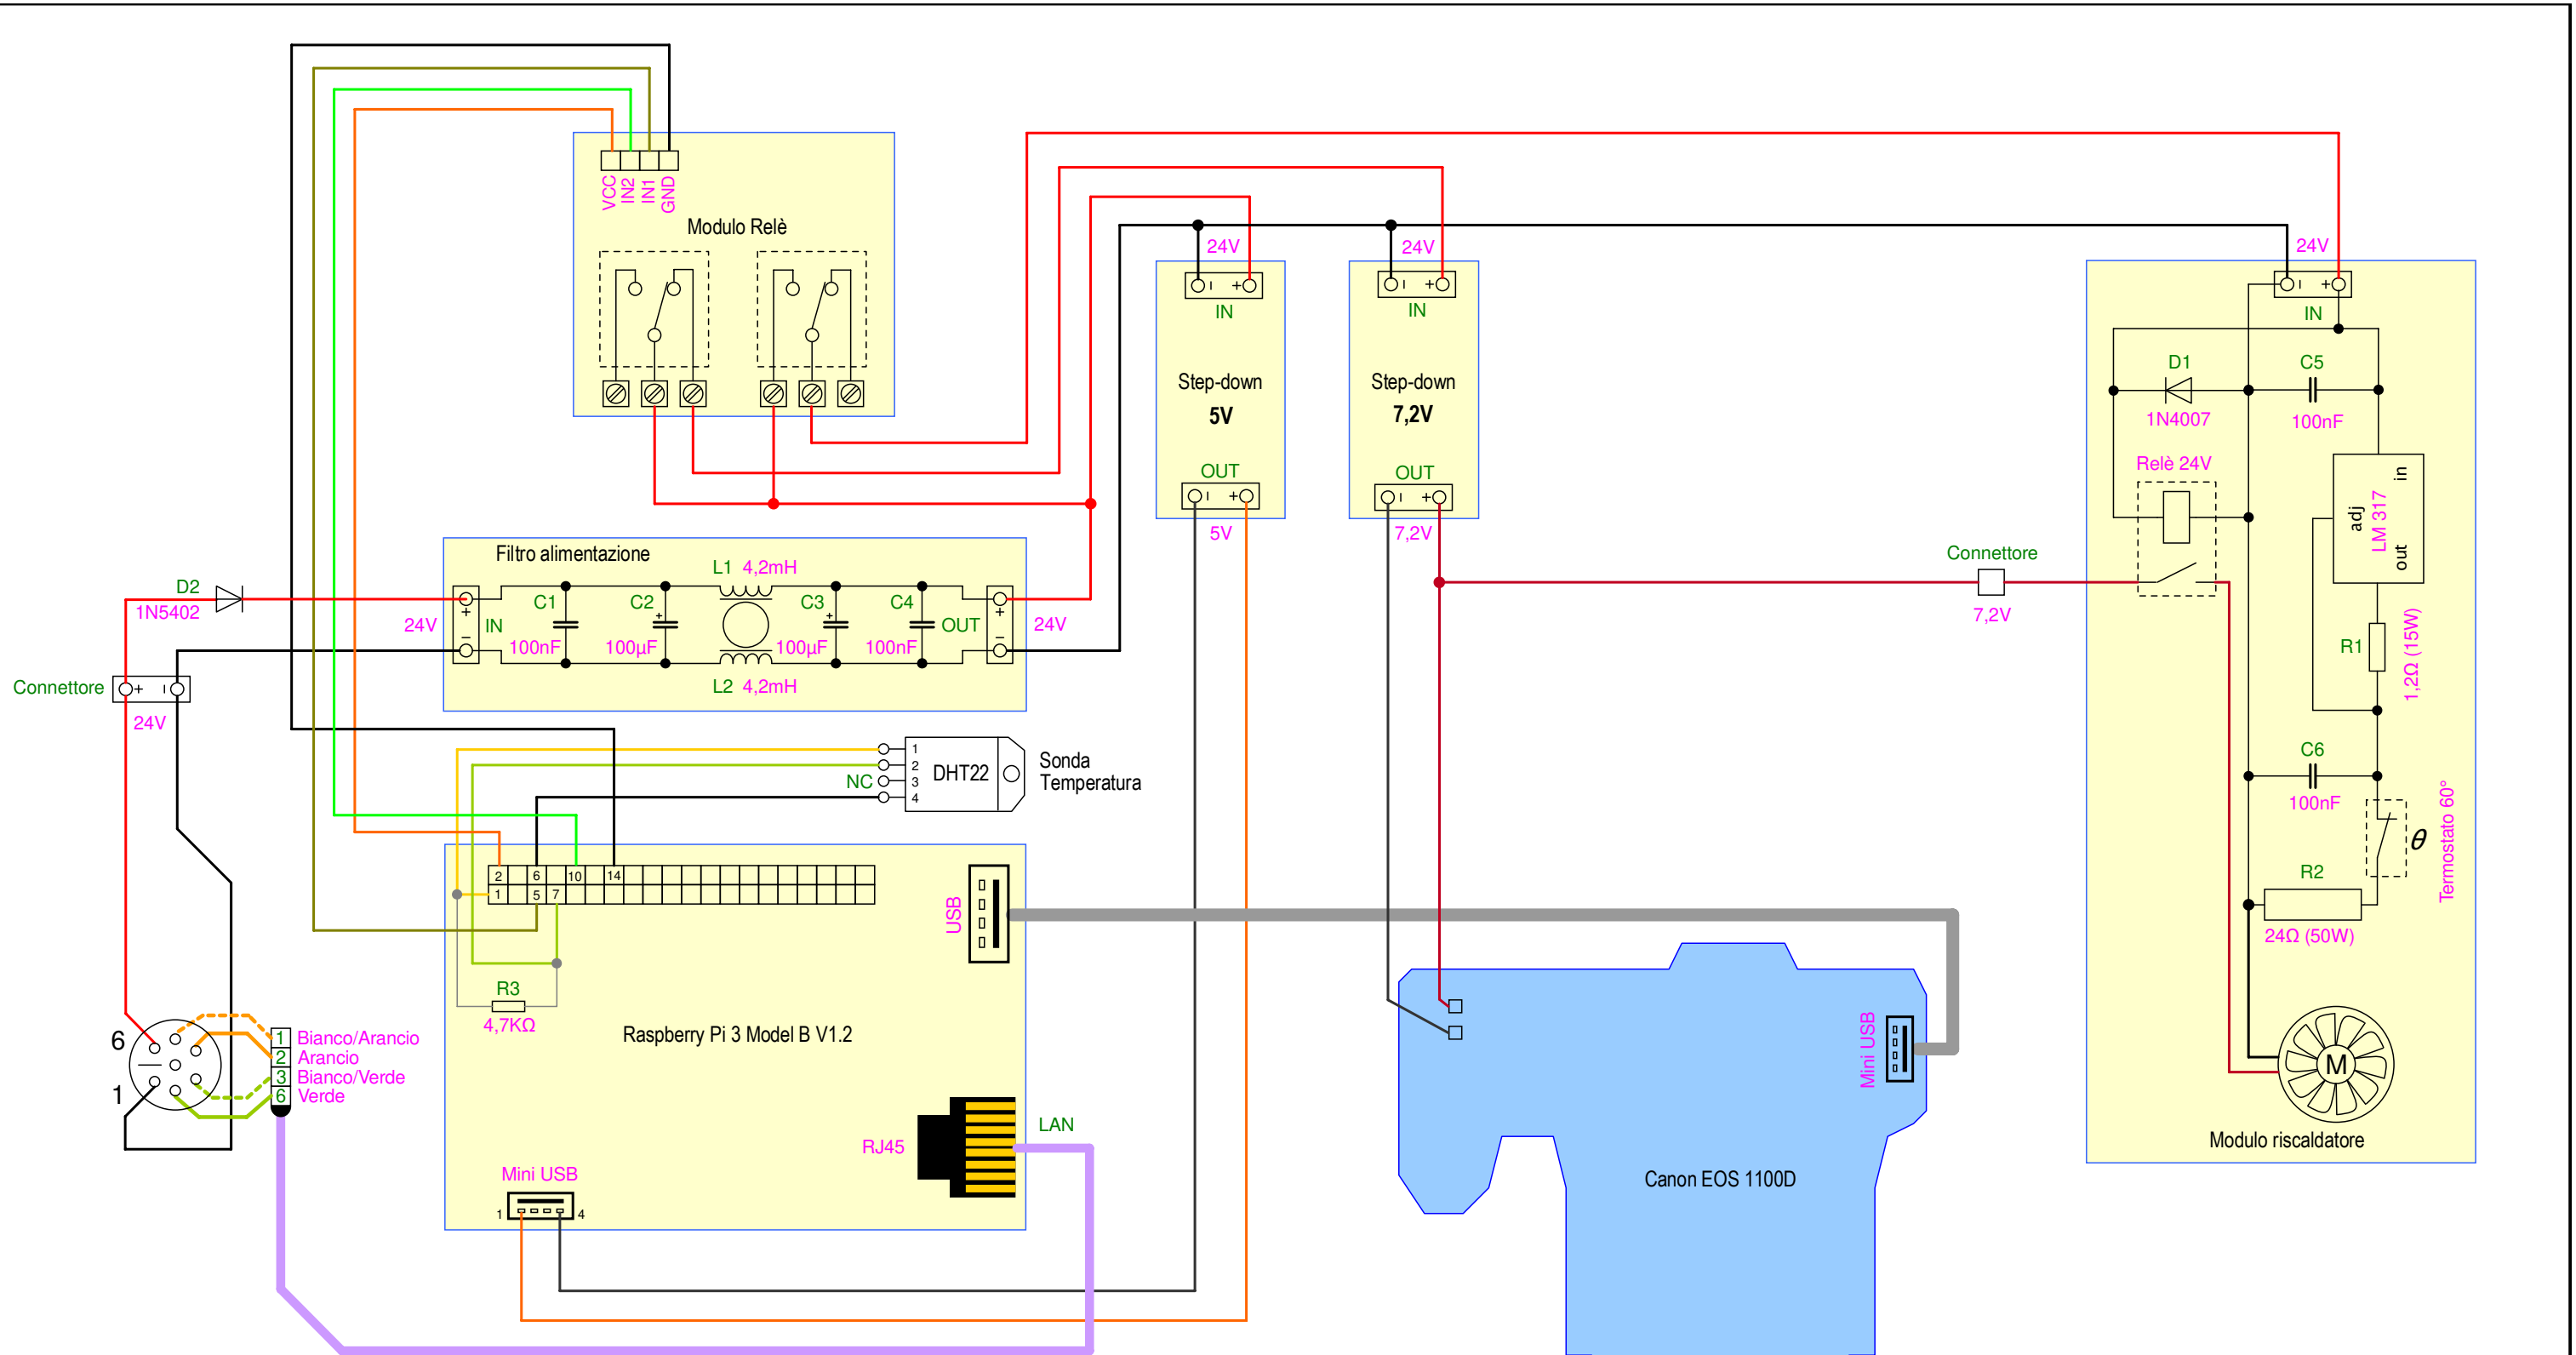 VCC
IN2
IN1
GND
Modulo Relè
24V
+
IN
Step-down
5V
OUT
+
5V
24V
+
IN
Step-down
7,2V
OUT
+
7,2V
24V
+
IN
D1
1N4007
C5
100nF
Relè 24V
in
adj
LM 317
out
R1
1,2Ω (15W)
C6
100nF
Termostato 60°
θ
R2
24Ω (50W)
M
Modulo riscaldatore
Connettore
7,2V
Filtro alimentazione
D2
1N5402
24V
+
−
IN
C1
100nF
C2
+
100µF
L1 4,2mH
L2 4,2mH
C3
+
100µF
C4
100nF
OUT
+
−
24V
Connettore
+
24V
1
2
NC 3
4
DHT22
Sonda
Temperatura
2 6 10 14
1 5 7
R3
4,7KΩ
USB
Raspberry Pi 3 Model B V1.2
6
1
1 Bianco/Arancio
2 Arancio
3 Bianco/Verde
6 Verde
RJ45
LAN
Mini USB
1 4
Mini USB
Canon EOS 1100D